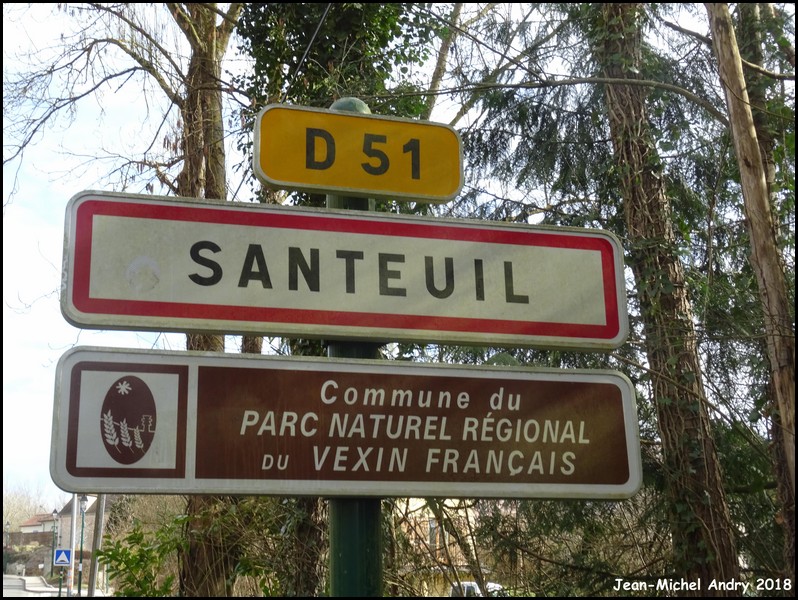 D 51
SANTEUIL
Commune du
PARC NATUREL RÉGIONAL
DU VEXIN FRANÇAIS
Jean-Michel Andry 2018